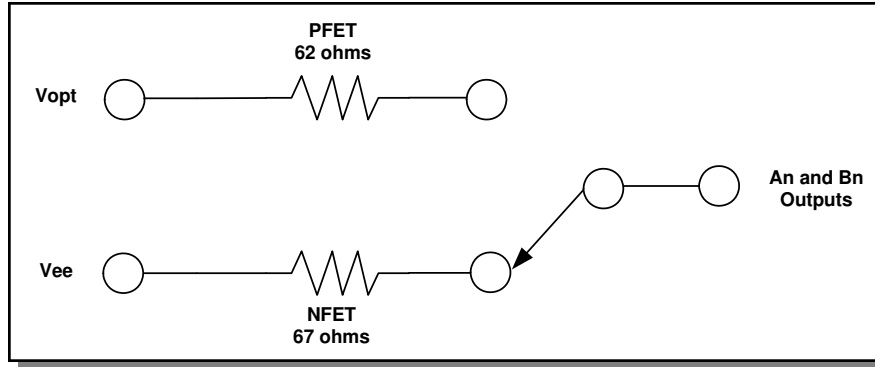 PFET
62 ohms
Vopt
An and Bn
Outputs
Vee
NFET
67 ohms